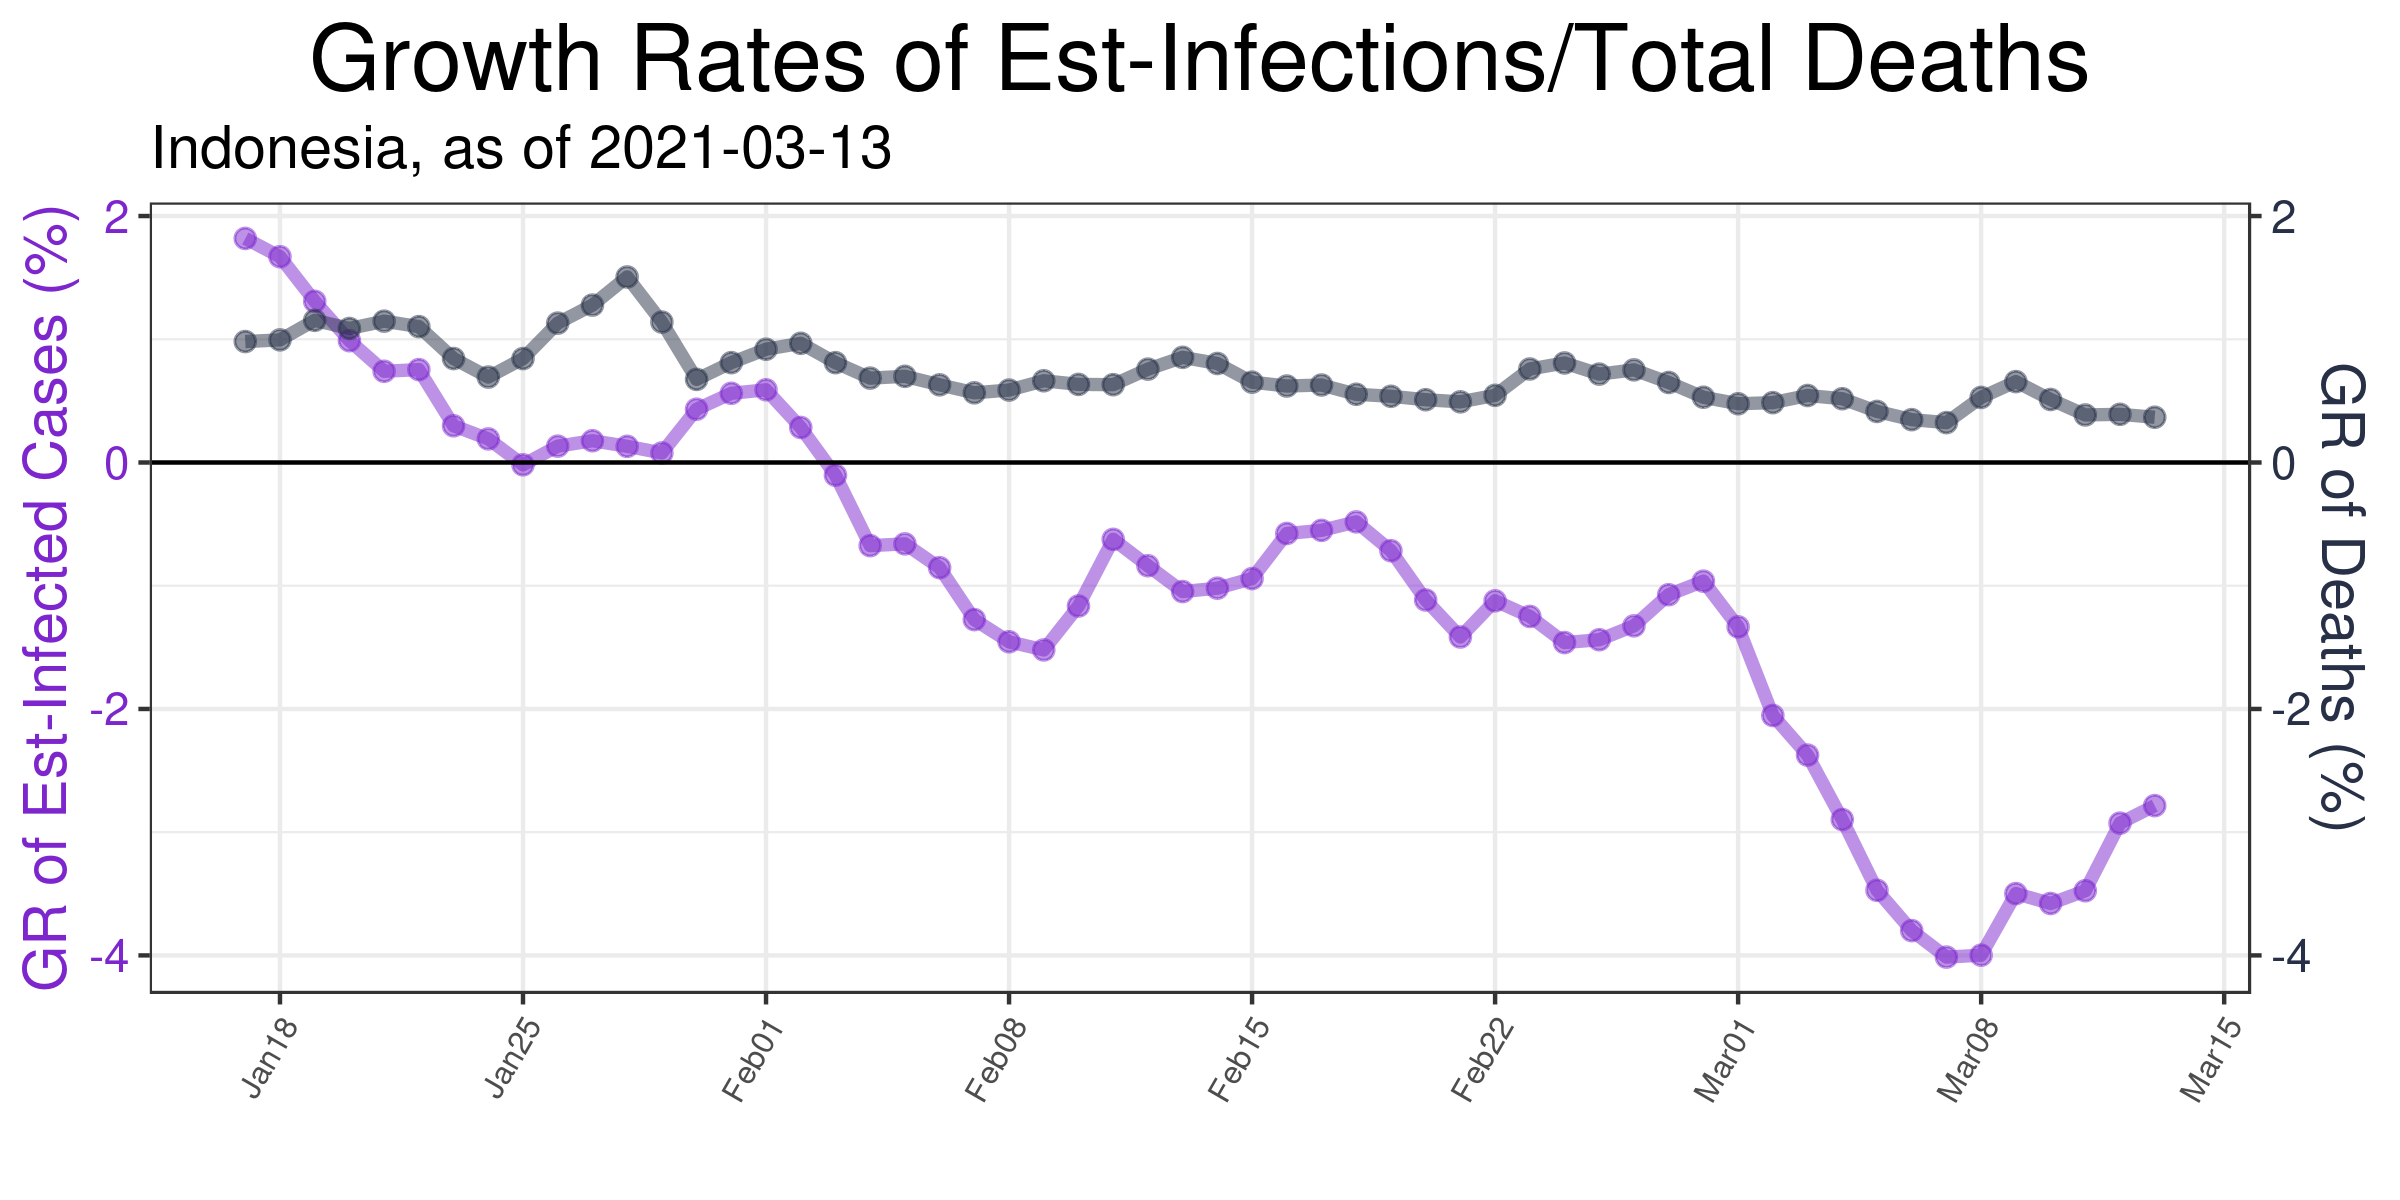 Growth Rates of Est-Infections/Total Deaths
Indonesia, as of 2021-03-13
GR of Est-Infected Cases (%)
2
0
-2
-4
2
0
-2
-4
GR of Deaths (%)
Jan18
Jan25
Feb01
Feb08
Feb15
Feb22
Mar01
Mar08
Mar15